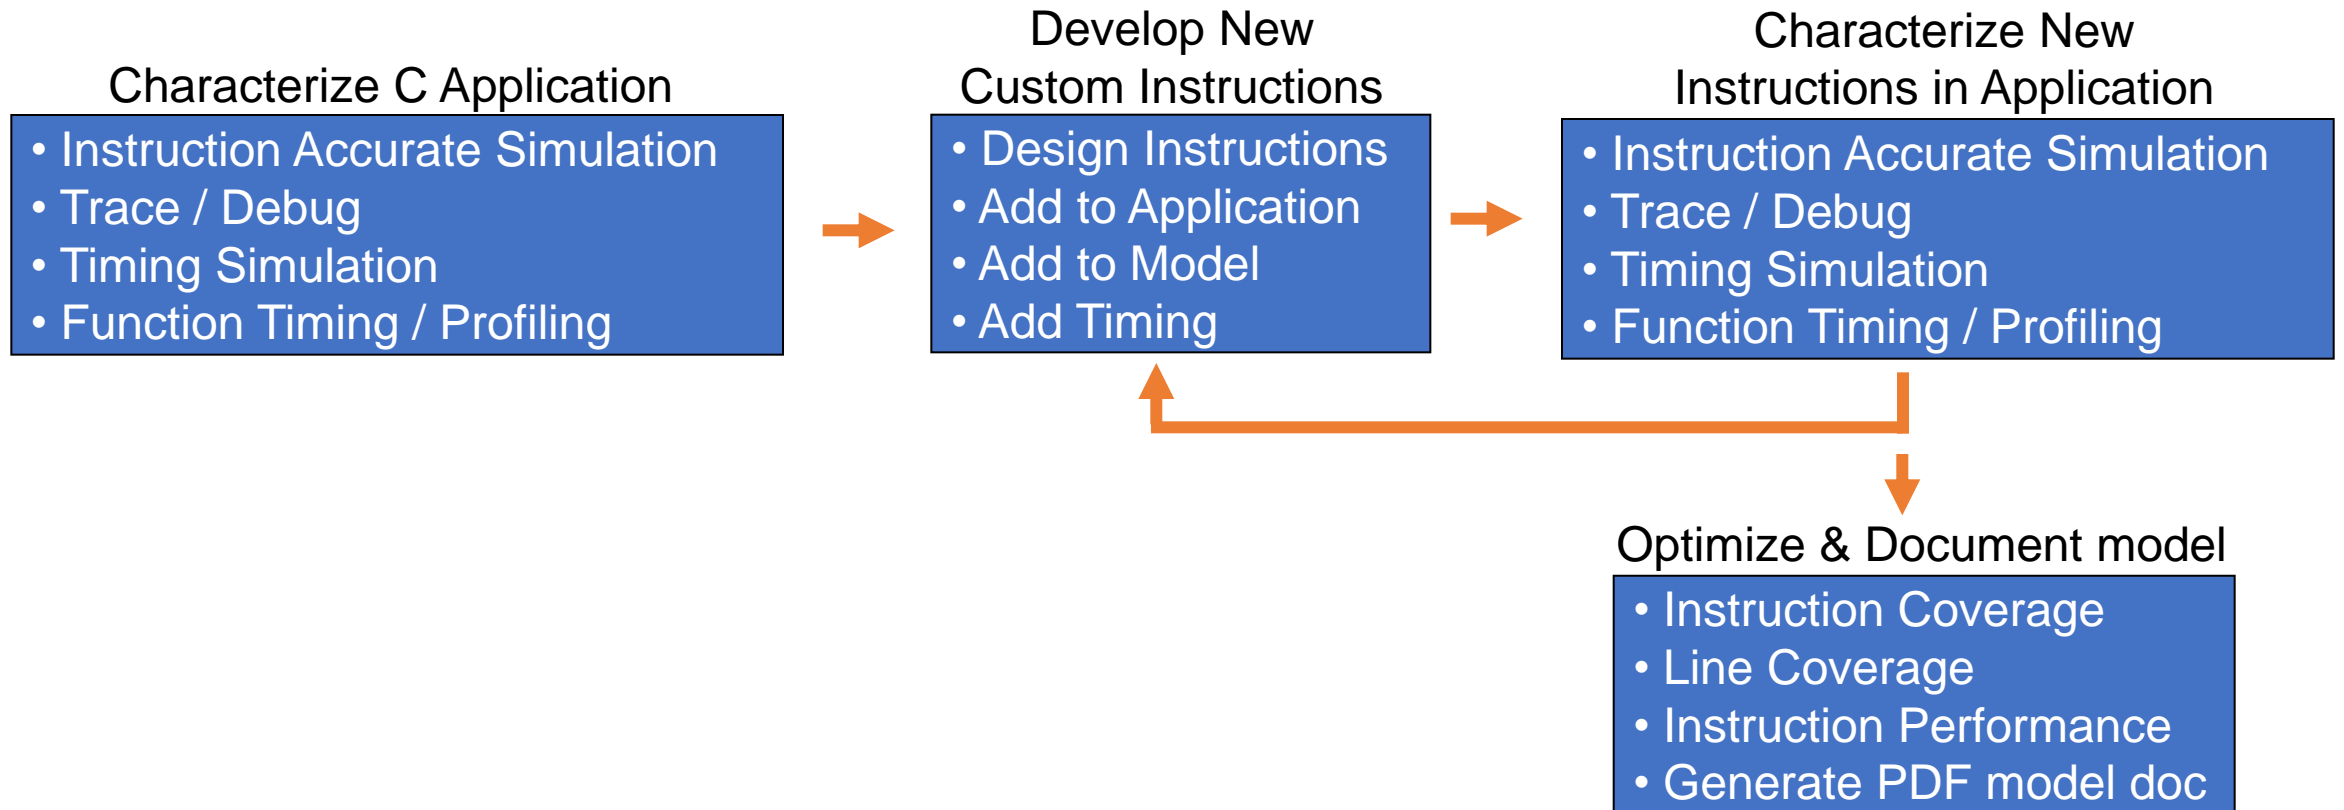 Characterize C Application
• Instruction Accurate Simulation
• Trace / Debug
• Timing Simulation
• Function Timing / Profiling
Develop New
Custom Instructions
• Design Instructions
• Add to Application
• Add to Model
• Add Timing
Characterize New
Instructions in Application
• Instruction Accurate Simulation
• Trace / Debug
• Timing Simulation
• Function Timing / Profiling
Optimize & Document model
• Instruction Coverage
• Line Coverage
• Instruction Performance
• Generate PDF model doc